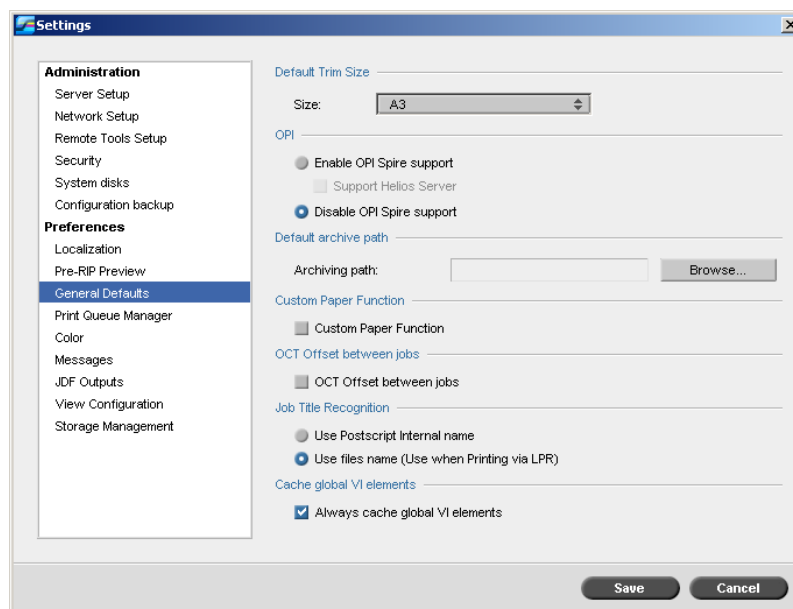 Settings
Administration
Server Setup
Network Setup
Remote Tools Setup
Security
System disks
Configuration backup
Preferences
Localization
Pre-RIP Preview
General Defaults
Print Queue Manager
Color
Messages
JDF Outputs
View Configuration
Storage Management
Default Trim Size
Size: A3
OPI
Enable OPI Spire support
Support Helios Server
Disable OPI Spire support
Default archive path
Archiving path: Browse...
Custom Paper Function
Custom Paper Function
OCT Offset between jobs
OCT Offset between jobs
Job Title Recognition
Use Postscript Internal name
Use files name (Use when Printing via LPR)
Cache global VI elements
Always cache global VI elements
Save Cancel